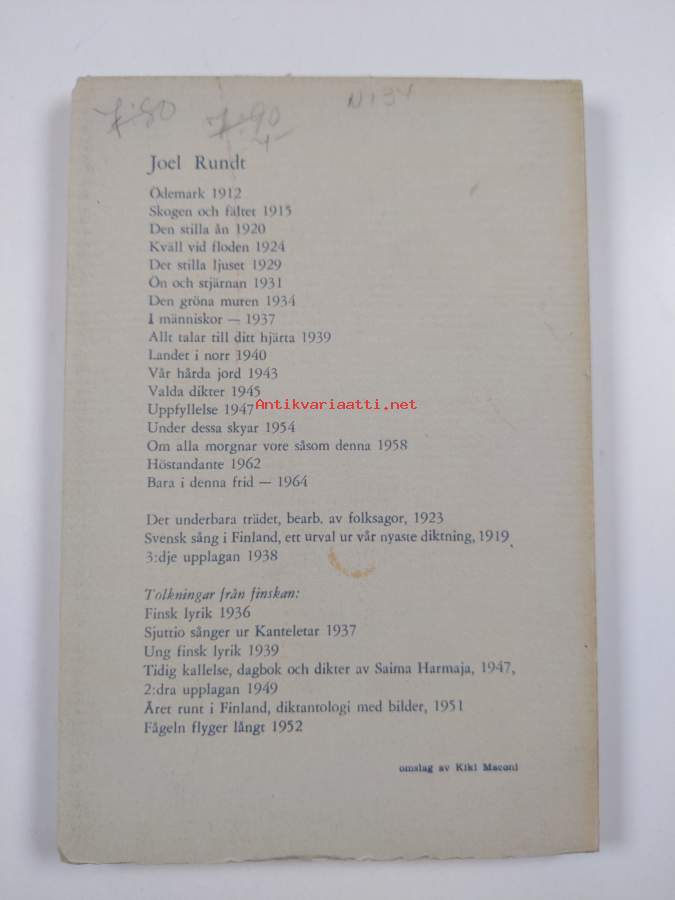 7:80 7:90 N134
4-
Joel Rundt
Ödemark 1912
Skogen och fältet 1915
Den stilla ån 1920
Kväll vid floden 1924
Det stilla ljuset 1929
Ön och stjärnan 1931
Den gröna muren 1934
I människor — 1937
Allt talar till ditt hjärta 1939
Landet i norr 1940
Vår hårda jord 1943
Valda dikter 1945
Uppfyllelse 1947
Antikvariaatti.net
Under dessa skyar 1954
Om alla morgnar vore såsom denna 1958
Höstandante 1962
Bara i denna frid — 1964
Det underbara trädet, bearb. av folksagor, 1923
Svensk sång i Finland, ett urval ur vår nyaste diktning, 1919
3:dje upplagan 1938
Tolkningar från finskan:
Finsk lyrik 1936
Sjuttio sånger ur Kanteletar 1937
Ung finsk lyrik 1939
Tidig kallelse, dagbok och dikter av Saima Harmaja, 1947,
2:dra upplagan 1949
Året runt i Finland, diktantologi med bilder, 1951
Fågeln flyger långt 1952
omslag av Kiki Maconi